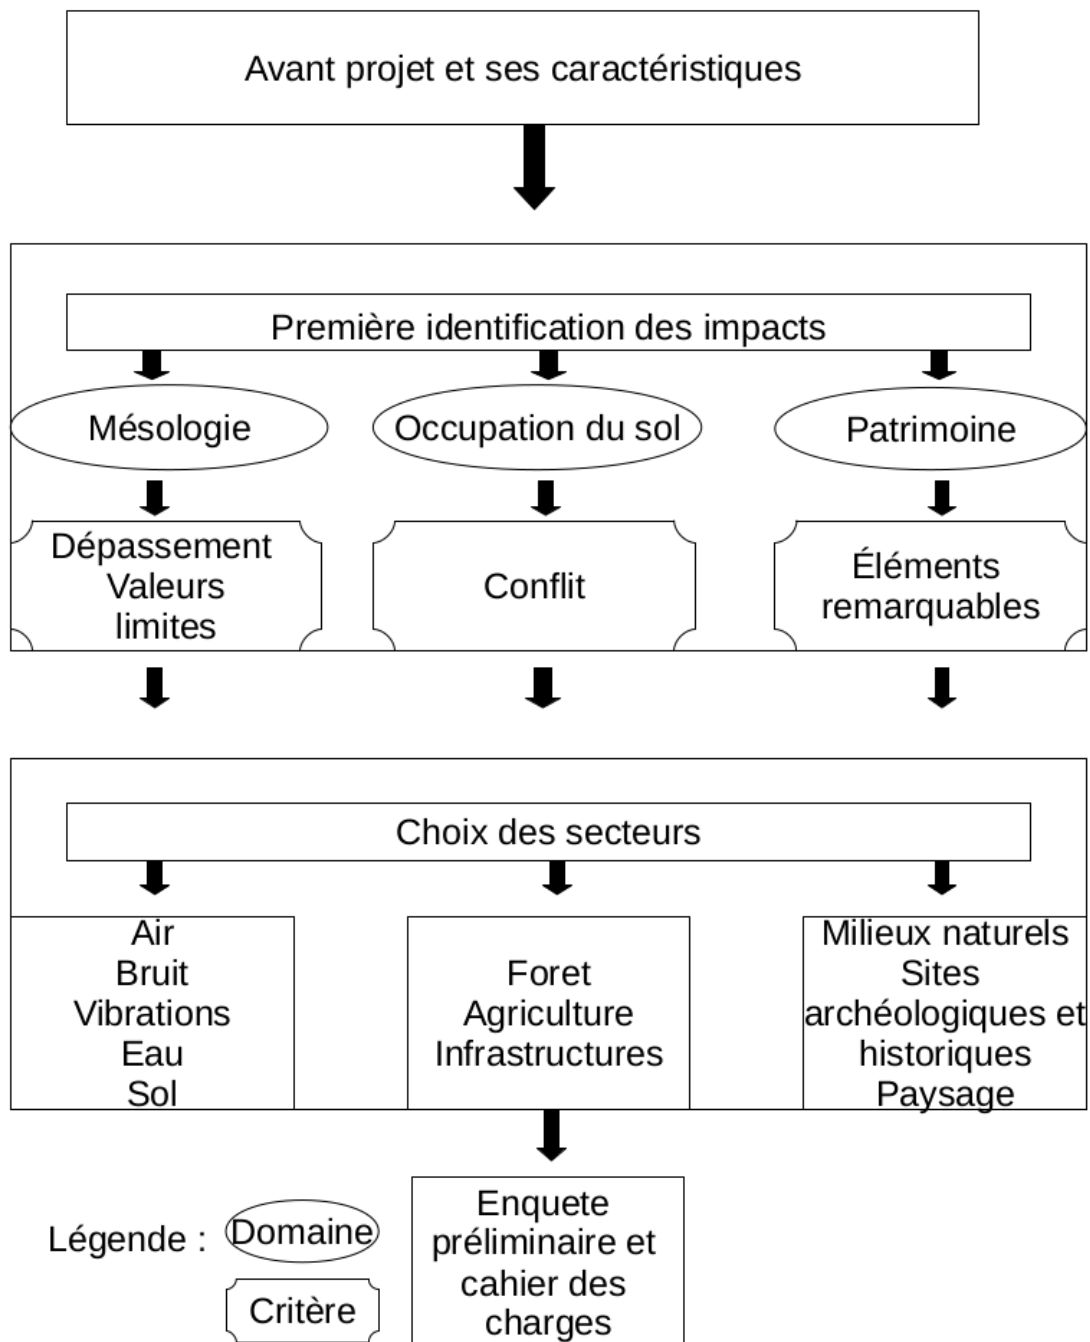 Avant projet et ses caractéristiques
Première identification des impacts
Mésologie
Occupation du sol
Patrimoine
Dépassement
Valeurs
limites
Conflit
Éléments
remarquables
Choix des secteurs
Air
Bruit
Vibrations
Eau
Sol
Foret
Agriculture
Infrastructures
Milieux naturels
Sites
archéologiques et
historiques
Paysage
Enquete
préliminaire et
cahier des
charges
Légende :
Domaine
Critère